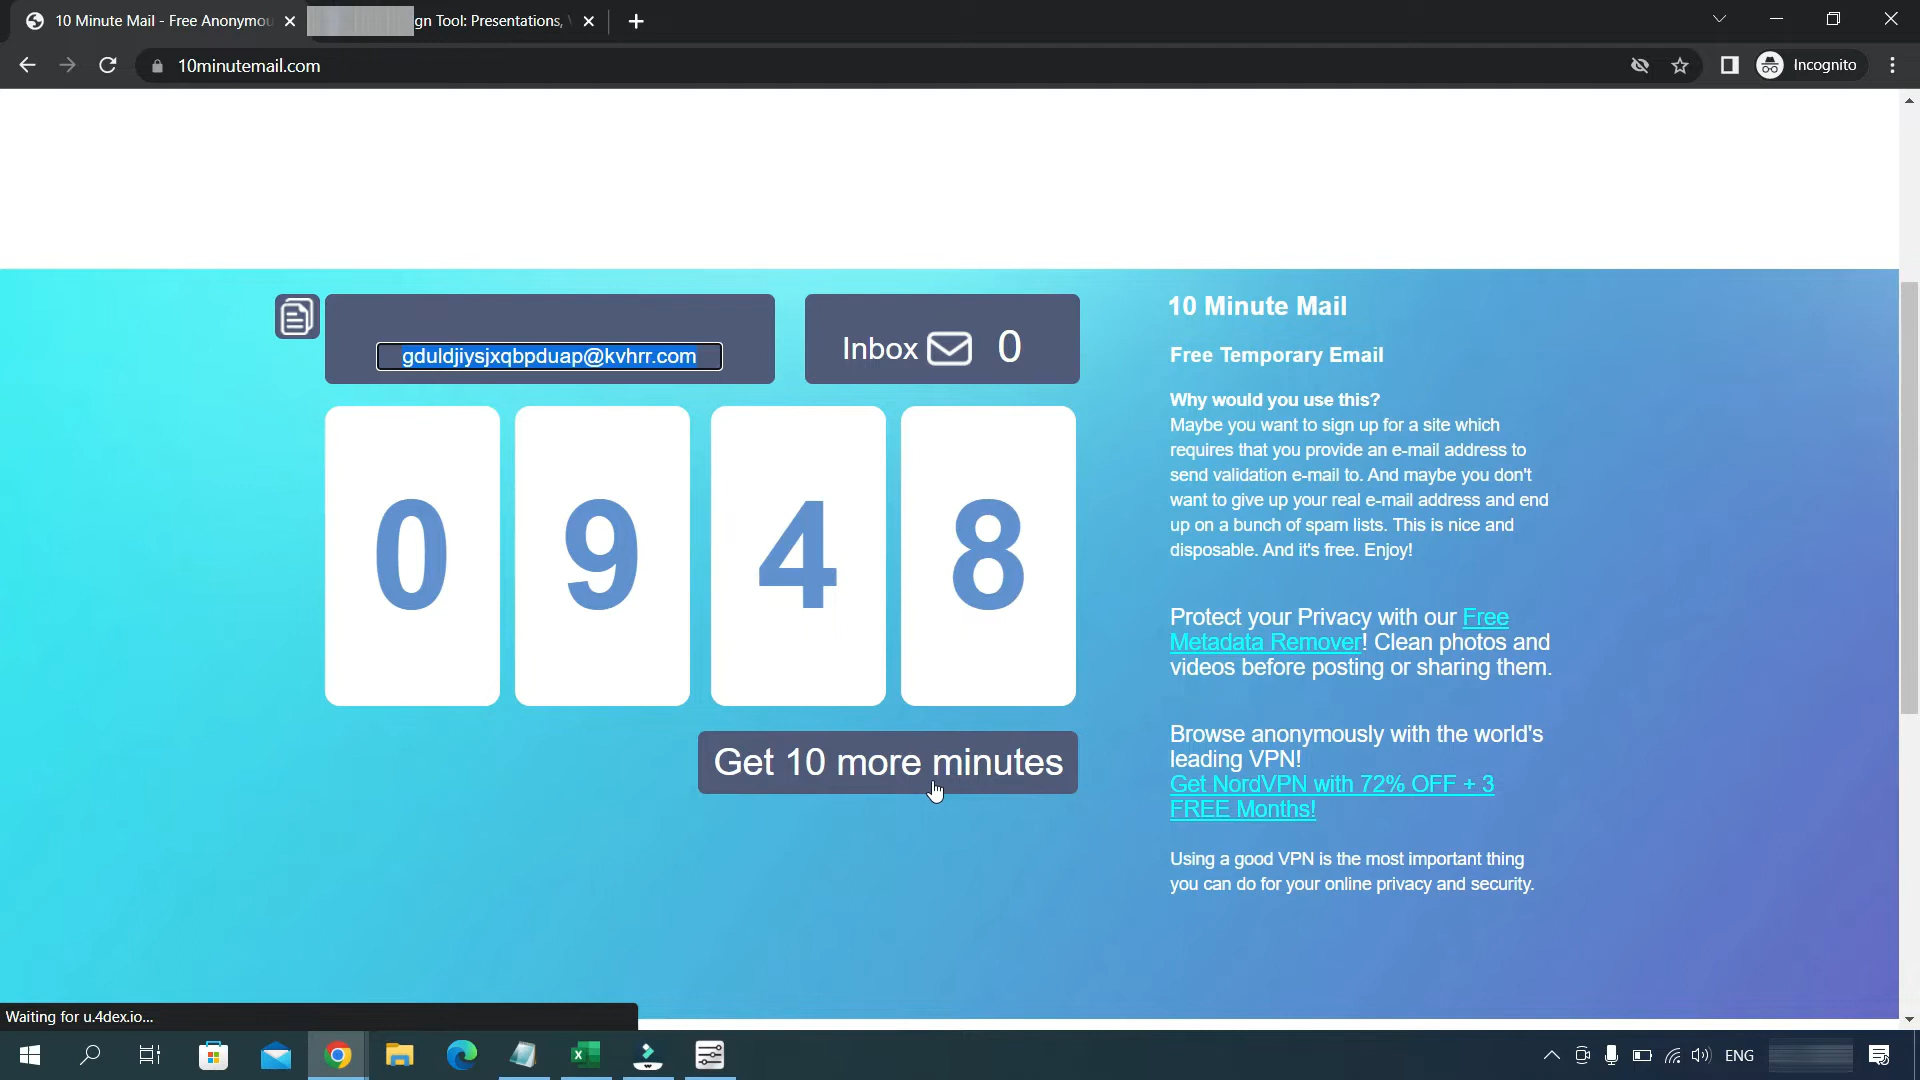 10 Minute Mail - Free Anonymou
gn Tool: Presentations,
10minutemail.com
Incognito
gduldjiysjxqbpduap@kvhrr.com
Inbox 0
0 9 4 8
Get 10 more minutes
10 Minute Mail
Free Temporary Email
Why would you use this?
Maybe you want to sign up for a site which
requires that you provide an e-mail address to
send validation e-mail to. And maybe you don't
want to give up your real e-mail address and end
up on a bunch of spam lists. This is nice and
disposable. And it's free. Enjoy!
Protect your Privacy with our Free
Metadata Remover! Clean photos and
videos before posting or sharing them.
Browse anonymously with the world's
leading VPN!
Get NordVPN with 72% OFF + 3
FREE Months!
Using a good VPN is the most important thing
you can do for your online privacy and security.
Waiting for u.4dex.io...
ENG